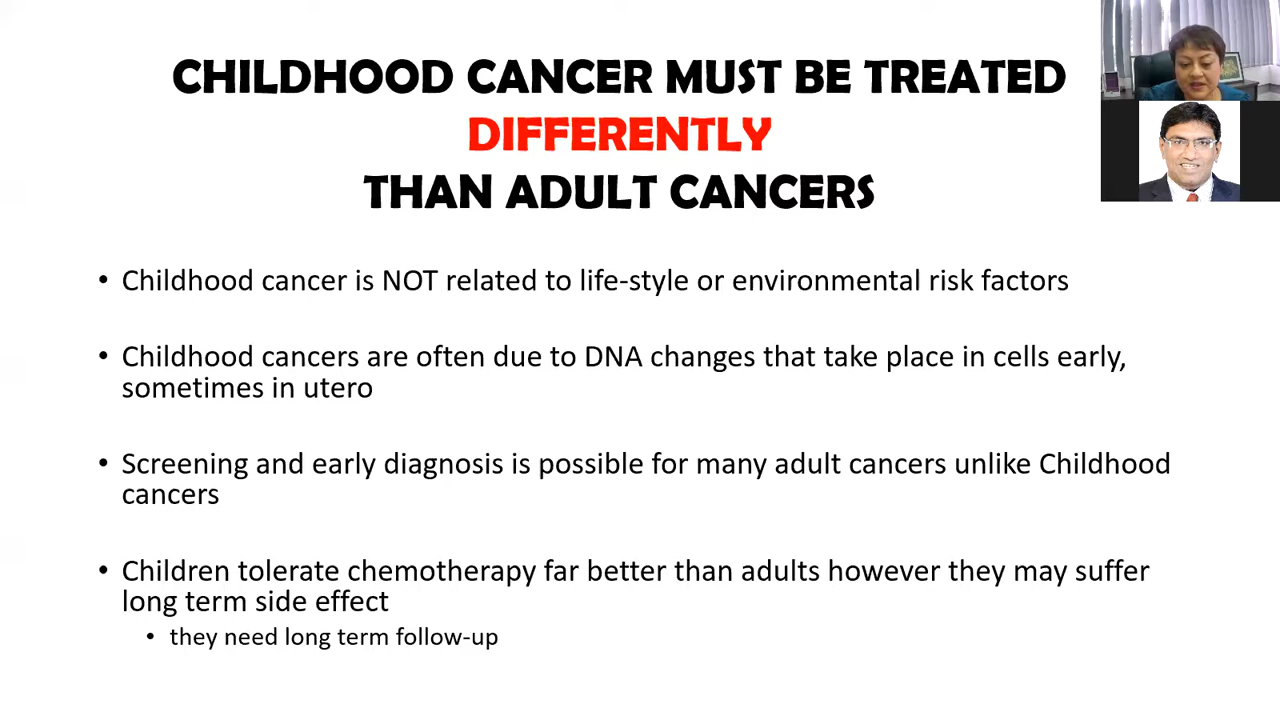 CHILDHOOD CANCER MUST BE TREATED
DIFFERENTLY
THAN ADULT CANCERS
• Childhood cancer is NOT related to life-style or environmental risk factors
• Childhood cancers are often due to DNA changes that take place in cells early,
sometimes in utero
• Screening and early diagnosis is possible for many adult cancers unlike Childhood
cancers
• Children tolerate chemotherapy far better than adults however they may suffer
long term side effect
• they need long term follow-up